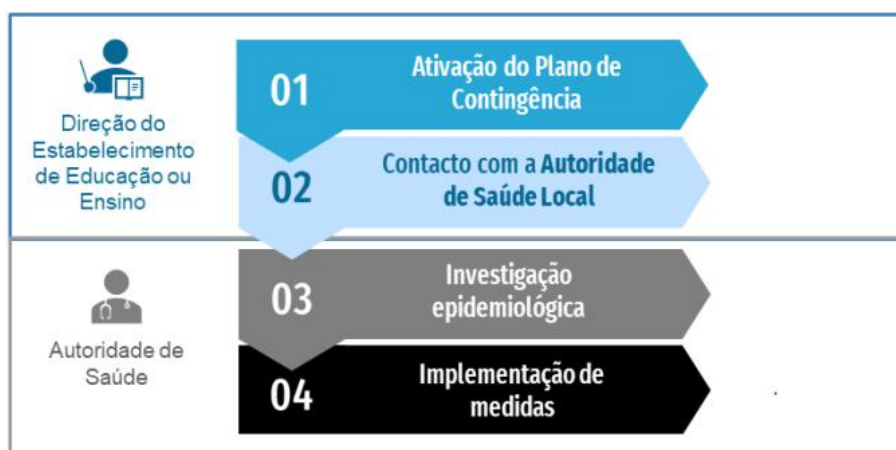 Direção do
Estabelecimento
de Educação ou
Ensino
01
Ativação do Plano de
Contingência
02
Contacto com a Autoridade
de Saúde Local
Autoridade de
Saúde
03
Investigação
epidemiológica
04
Implementação de
medidas
.